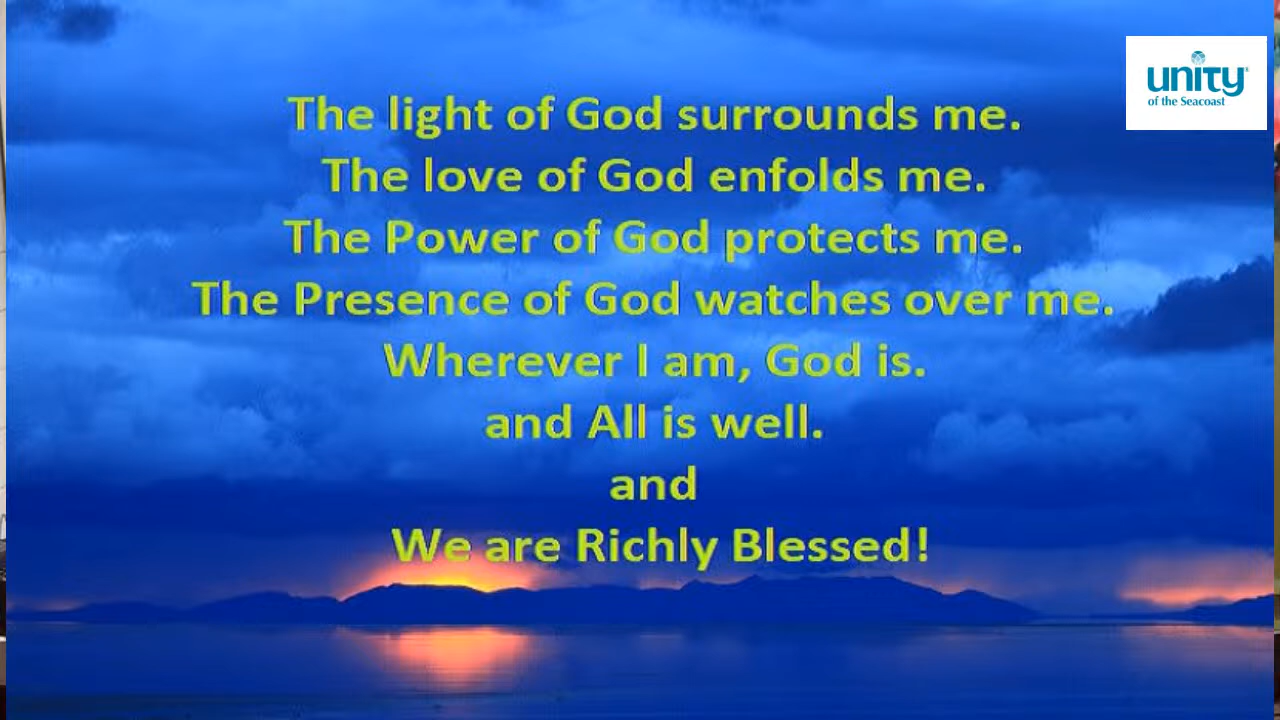 unity
of the Seacoast
The light of God surrounds me.
The love of God enfolds me.
The Power of God protects me.
The Presence of God watches over me.
Wherever I am, God is.
and All is well.
and
We are Richly Blessed!